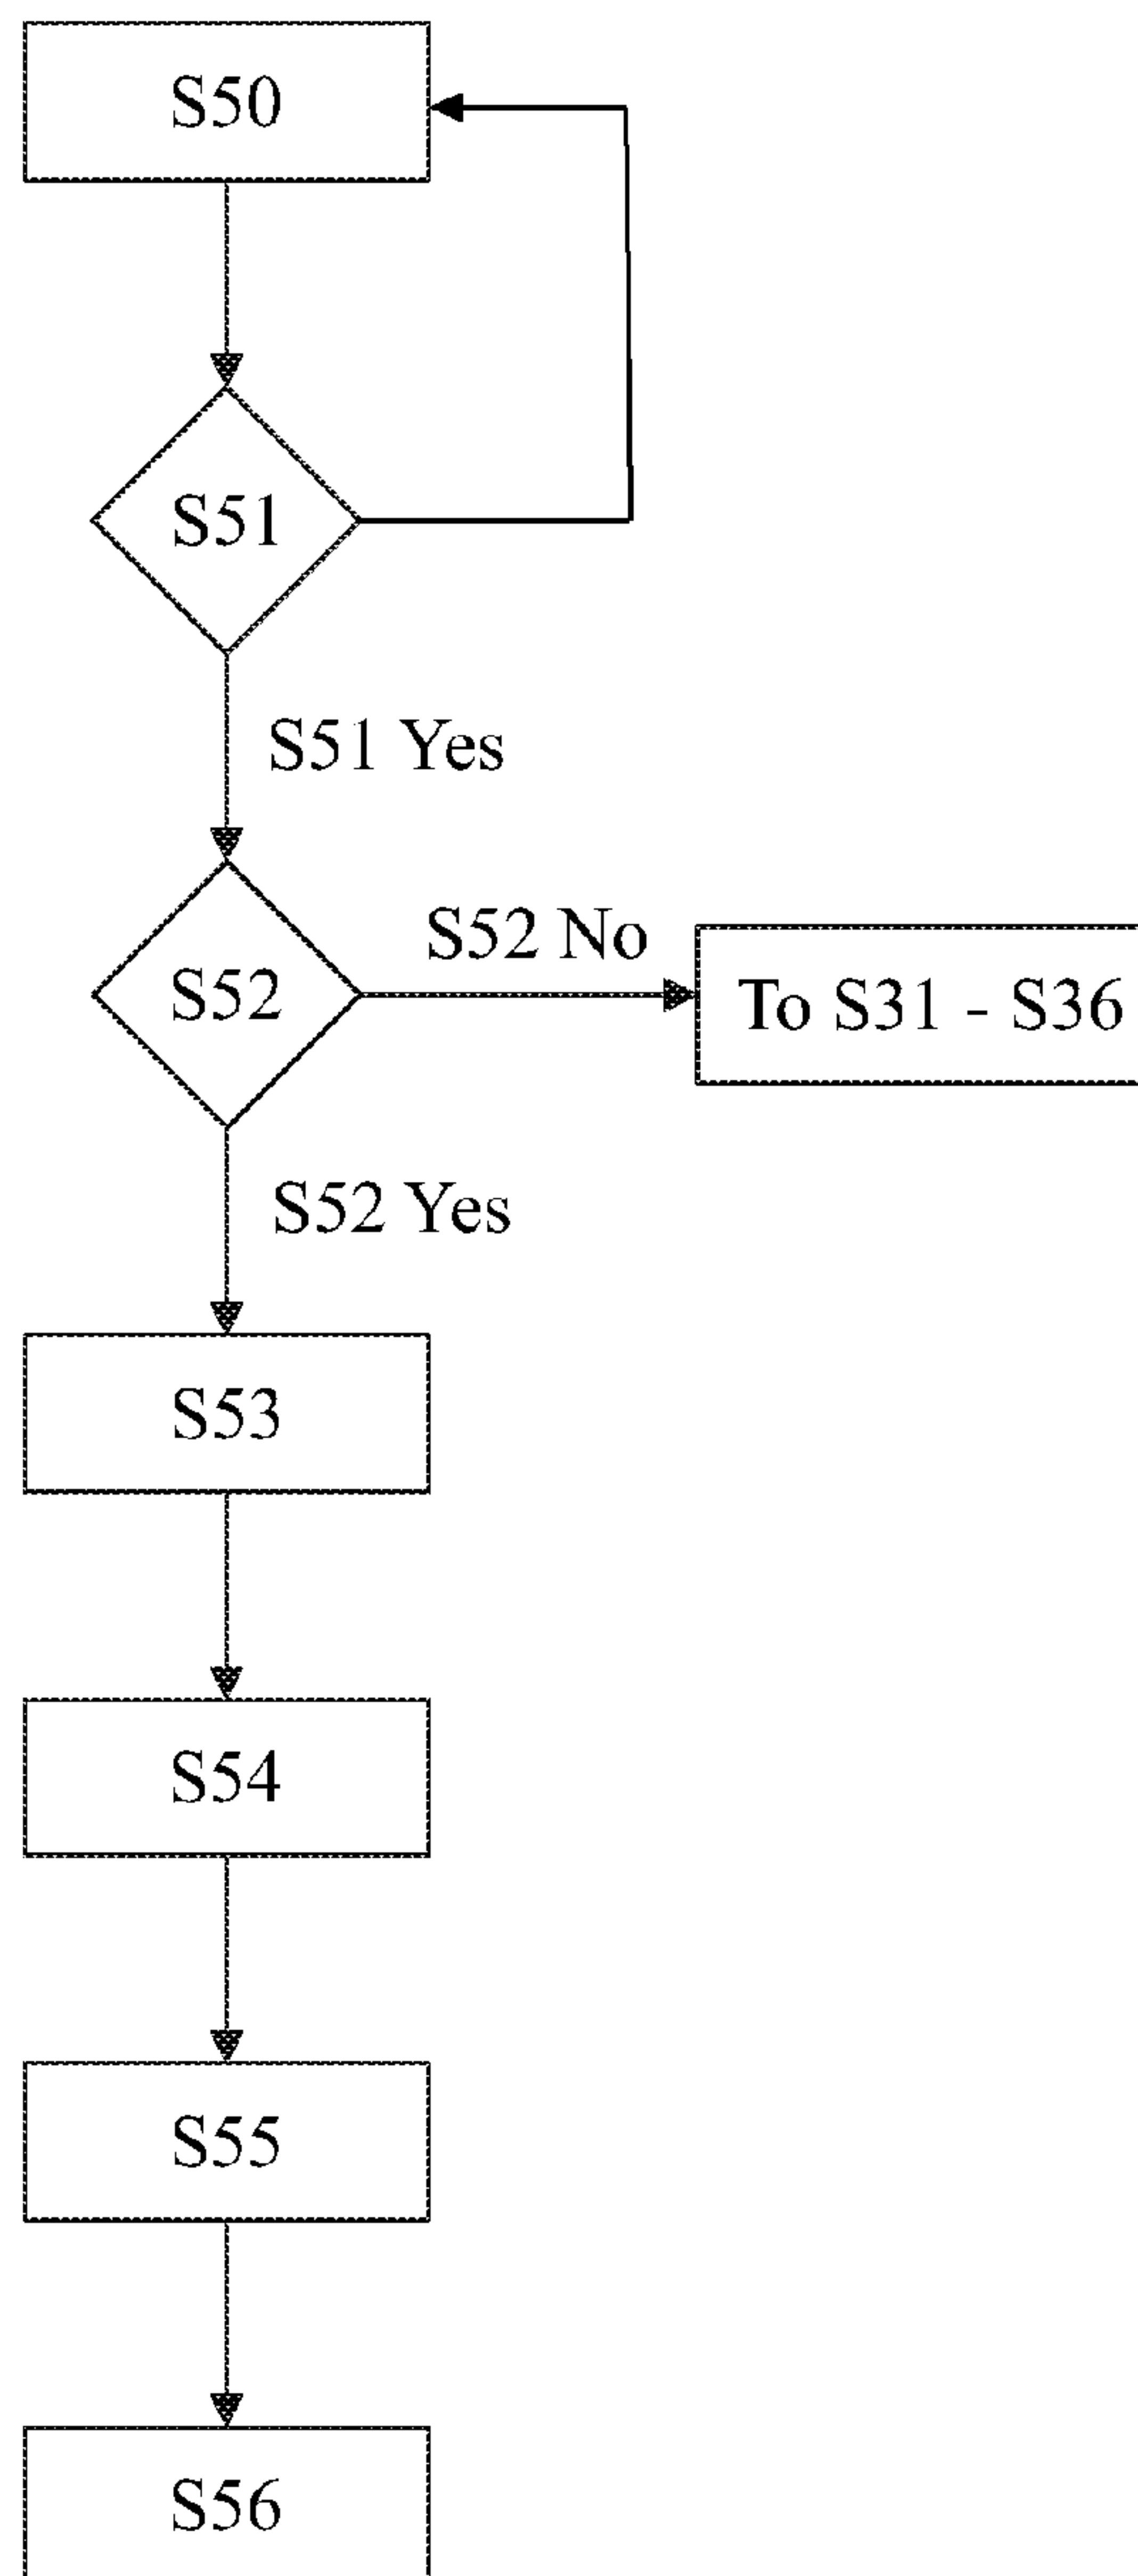 S50
S51
S51 Yes
S52 No
S52
To S31 - S36
S52 Yes
S53
S54
S55
S56